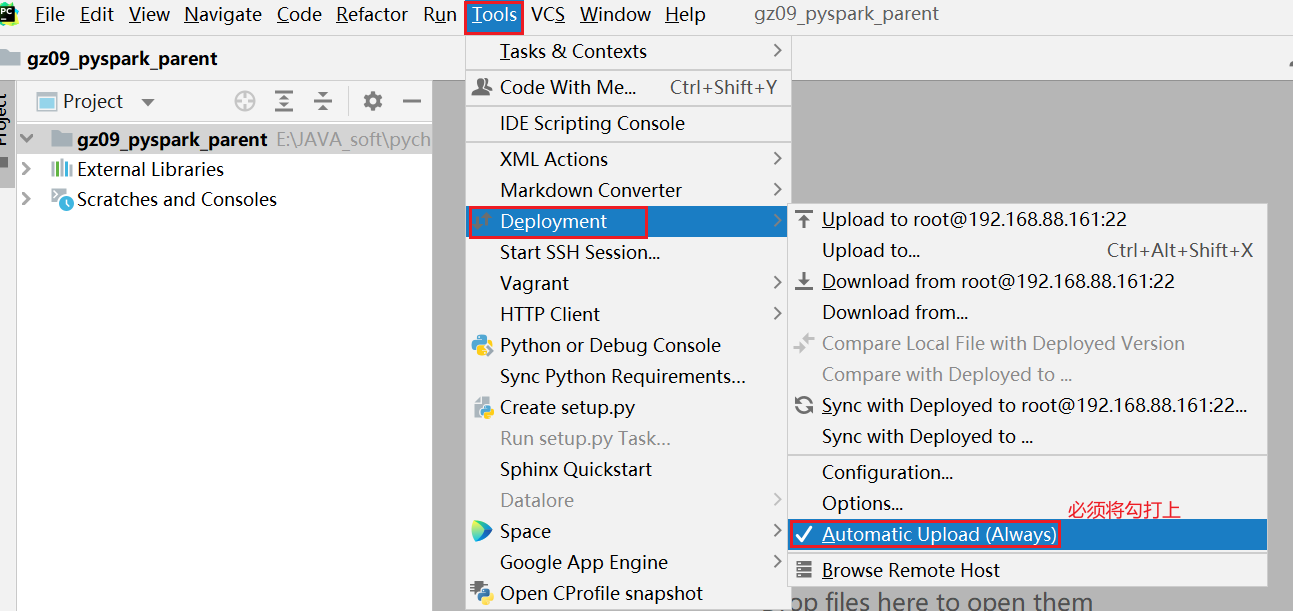 PC File Edit View Navigate Code Refactor Run Tools VCS Window Help gz09_pyspark_parent
gz09_pyspark_parent
Project
Project
gz09_pyspark_parent E:\JAVA_soft\pych
External Libraries
Scratches and Consoles
Tasks & Contexts
Code With Me... Ctrl+Shift+Y
IDE Scripting Console
XML Actions
Markdown Converter
Deployment
Start SSH Session...
Vagrant
HTTP Client
Python or Debug Console
Sync Python Requirements...
Create setup.py
Run setup.py Task...
Sphinx Quickstart
Datalore
Space
Google App Engine
Open CProfile snapshot
Upload to root@192.168.88.161:22
Upload to... Ctrl+Alt+Shift+X
Download from root@192.168.88.161:22
Download from...
Compare Local File with Deployed Version
Compare with Deployed to ...
Sync with Deployed to root@192.168.88.161:22...
Sync with Deployed to ...
Configuration...
Options...
必须将勾打上
Automatic Upload (Always)
Browse Remote Host
Drop files here to open them